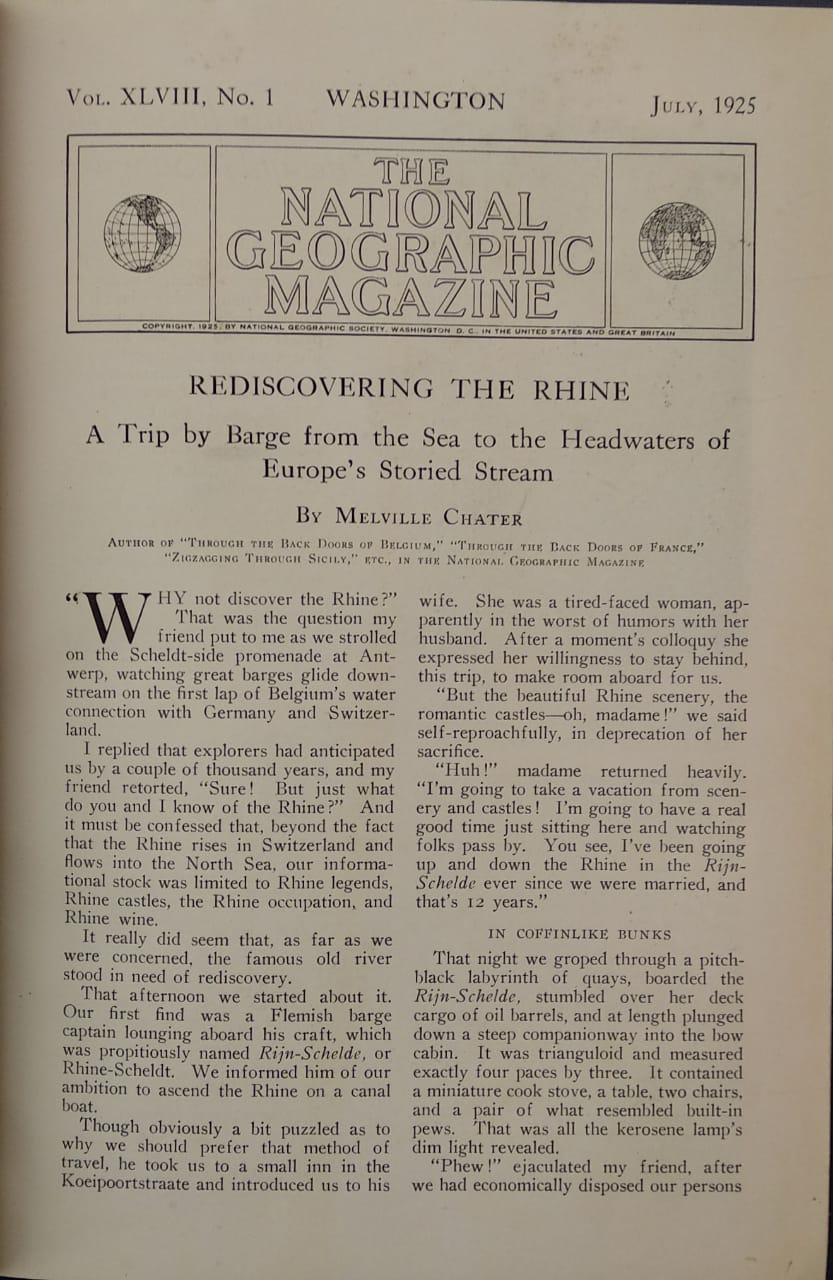 Vol. XLVIII, No. 1 WASHINGTON July, 1925
THE
NATIONAL
GEOGRAPHIC
MAGAZINE
COPYRIGHT, 1925, BY NATIONAL GEOGRAPHIC SOCIETY, WASHINGTON D. C., IN THE UNITED STATES AND GREAT BRITAIN
REDISCOVERING THE RHINE
A Trip by Barge from the Sea to the Headwaters of
Europe's Storied Stream
By Melville Chater
Author of "Through the Back Doors of Belgium," "Through the Back Doors of France,"
"Zigzagging Through Sicily," etc., in the National Geographic Magazine
"WHY not discover the Rhine?"
That was the question my
friend put to me as we strolled
on the Scheldt-side promenade at Ant-
werp, watching great barges glide down-
stream on the first lap of Belgium's water
connection with Germany and Switzer-
land.
I replied that explorers had anticipated
us by a couple of thousand years, and my
friend retorted, "Sure! But just what
do you and I know of the Rhine?" And
it must be confessed that, beyond the fact
that the Rhine rises in Switzerland and
flows into the North Sea, our informa-
tional stock was limited to Rhine legends,
Rhine castles, the Rhine occupation, and
Rhine wine.
It really did seem that, as far as we
were concerned, the famous old river
stood in need of rediscovery.
That afternoon we started about it.
Our first find was a Flemish barge
captain lounging aboard his craft, which
was propitiously named Rijn-Schelde, or
Rhine-Scheldt. We informed him of our
ambition to ascend the Rhine on a canal
boat.
Though obviously a bit puzzled as to
why we should prefer that method of
travel, he took us to a small inn in the
Koeipoortstraate and introduced us to his
wife. She was a tired-faced woman, ap-
parently in the worst of humors with her
husband. After a moment's colloquy she
expressed her willingness to stay behind,
this trip, to make room aboard for us.
"But the beautiful Rhine scenery, the
romantic castles—oh, madame!" we said
self-reproachfully, in deprecation of her
sacrifice.
"Huh!" madame returned heavily.
"I'm going to take a vacation from scen-
ery and castles! I'm going to have a real
good time just sitting here and watching
folks pass by. You see, I've been going
up and down the Rhine in the Rijn-
Schelde ever since we were married, and
that's 12 years."
IN COFFINLIKE BUNKS
That night we groped through a pitch-
black labyrinth of quays, boarded the
Rijn-Schelde, stumbled over her deck
cargo of oil barrels, and at length plunged
down a steep companionway into the bow
cabin. It was trianguloid and measured
exactly four paces by three. It contained
a miniature cook stove, a table, two chairs,
and a pair of what resembled built-in
pews. That was all the kerosene lamp's
dim light revealed.
"Phew!" ejaculated my friend, after
we had economically disposed our persons